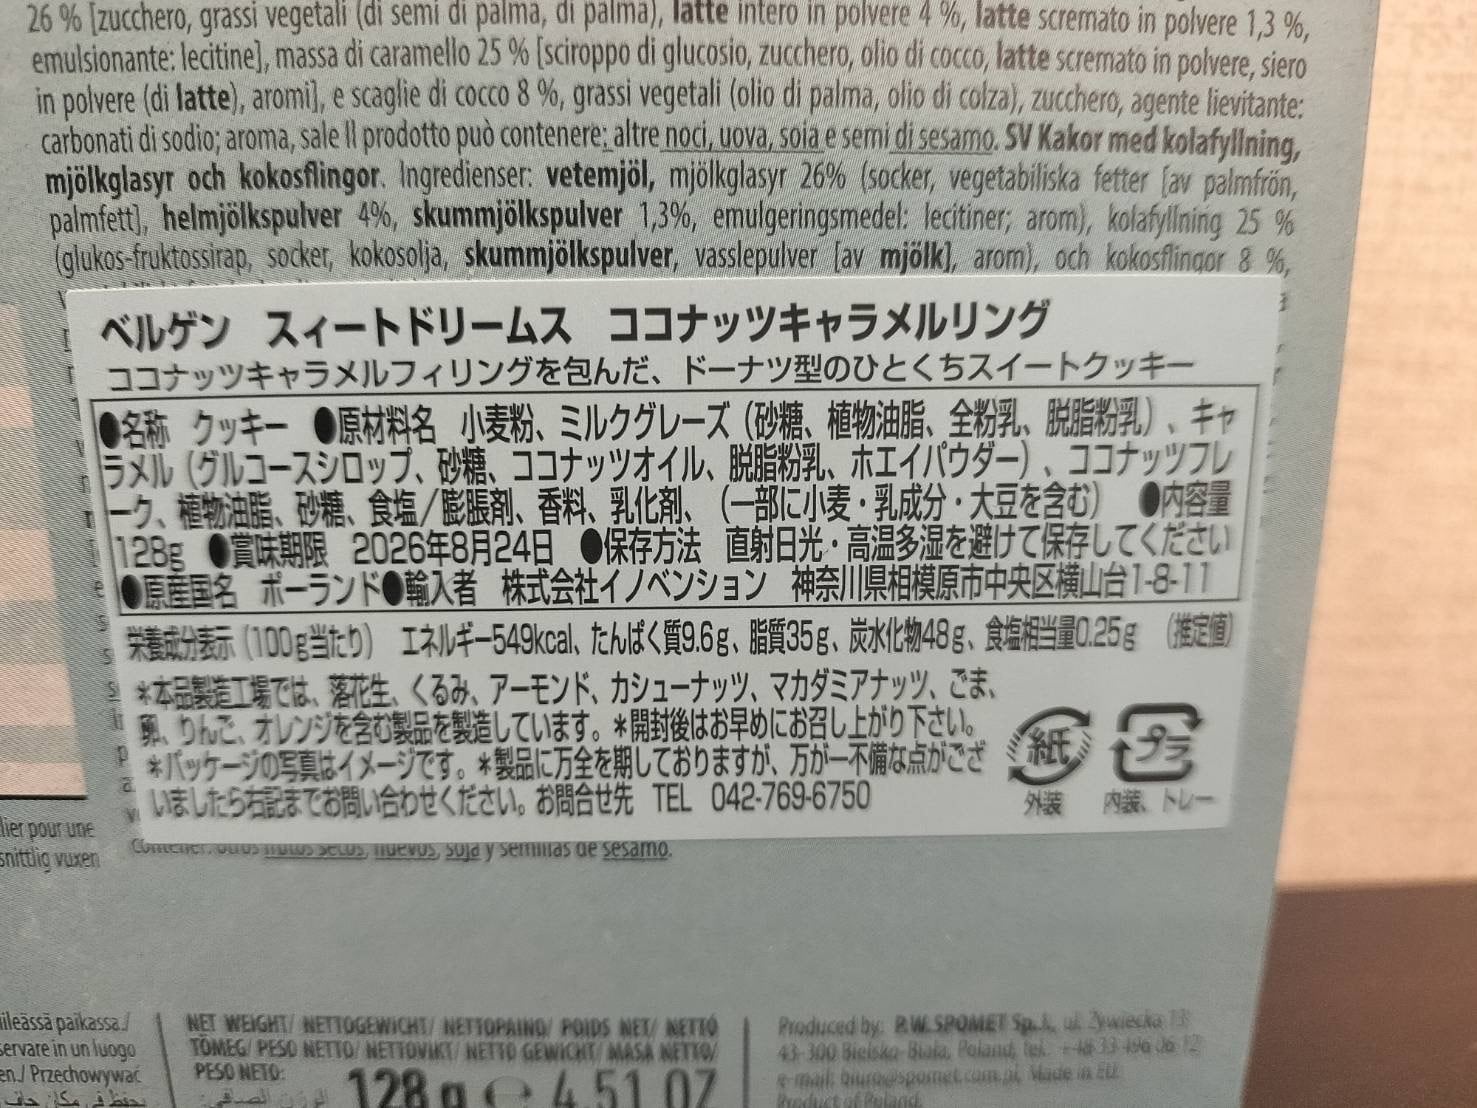 26 % [zucchero, grassi vegetali (di semi di palma, di palma), latte intero in polvere 4 %, latte scremato in polvere 1,3 %,
emulsionante: lecitine], massa di caramello 25 % [sciroppo di glucosio, zucchero, olio di cocco, latte scremato in polvere, siero
in polvere (di latte), aromi], e scaglie di cocco 8 %, grassi vegetali (olio di palma, olio di colza), zucchero, agente lievitante:
carbonati di sodio; aroma, sale Il prodotto può contenere: altre noci, uova, soia e semi di sesamo. SV Kakor med kolafyllning,
mjölkglasyr och kokosflingor. Ingredienser: vetemjöl, mjölkglasyr 26% (socker, vegetabiliska fetter [av palmfrön,
palmfett], helmjölkspulver 4%, skummjölkspulver 1,3%, emulgeringsmedel: lecitiner; arom), kolafyllning 25 %
(glukos-fruktossirap, socker, kokosolja, skummjölkspulver, vasslepulver [av mjölk], arom), och kokosflingor 8 %,
ベルゲン スィートドリームス ココナッツキャラメルリング
ココナッツキャラメルフィリングを包んだ、ドーナツ型のひとくちスイートクッキー
●名称 クッキー ●原材料名 小麦粉、ミルクグレーズ（砂糖、植物油脂、全粉乳、脱脂粉乳）、キャ
ラメル（グルコースシロップ、砂糖、ココナッツオイル、脱脂粉乳、ホエイパウダー）、ココナッツフレ
ーク、植物油脂、砂糖、食塩/膨脹剤、香料、乳化剤、（一部に小麦・乳成分・大豆を含む） ●内容量
128g ●賞味期限 2026年8月24日 ●保存方法 直射日光・高温多湿を避けて保存してください
●原産国名 ポーランド●輸入者 株式会社イノベンション 神奈川県相模原市中央区横山台1-8-11
栄養成分表示（100g当たり） エネルギー549kcal、たんぱく質9.6g、脂質35g、炭水化物48g、食塩相当量0.25g （推定値）
＊本品製造工場では、落花生、くるみ、アーモンド、カシューナッツ、マカダミアナッツ、ごま、
卵、りんご、オレンジを含む製品を製造しています。＊開封後はお早めにお召し上がり下さい。
＊パッケージの写真はイメージです。＊製品に万全を期しておりますが、万が一不備な点がござ
いましたら右記までお問い合わせください。お問合せ先 TEL 042-769-6750
紙 プラ
外装 内装、トレー
lier pour une
snittlig vuxen
contener: otros frutos secos, huevos, soja y semillas de sesamo.
iileässä paikassa./
servare in un luogo
en./ Przechowywać
NET WEIGHT/ NETTOGEWICHT/ NETTOPAINO/ POIDS NET/ NETTÓ
TÖMEG/ PESO NETTO/ NETTOVIKT/ NETTO GEWICHT/ MASA NETTO/
PESO NETO:
128 g ℮ 4.51 OZ
Produced by: P.W. SPOMET Sp. J., ul. Żywiecka 13
43-300 Bielsko-Biała, Poland, tel.
e-mail: biuro@spomet.com.pl, Made in EU.
Product of Poland.